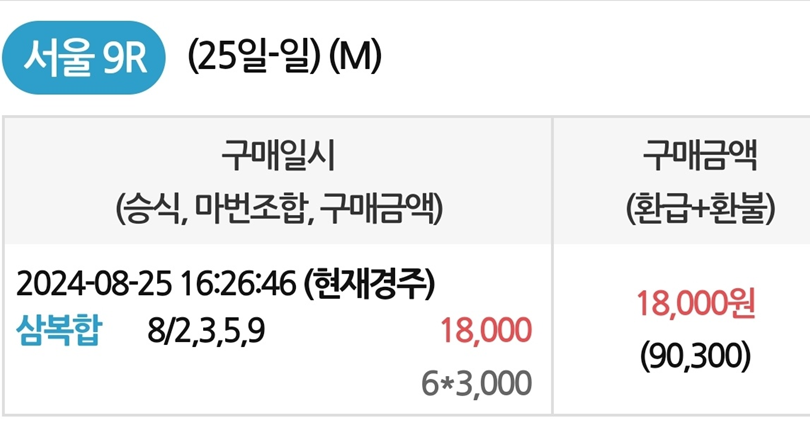 서울 9R (25일-일) (M)
구매일시
(승식, 마번조합, 구매금액)
구매금액
(환급+환불)
2024-08-25 16:26:46 (현재경주)
삼복합 8/2,3,5,9 18,000
6*3,000
18,000원
(90,300)